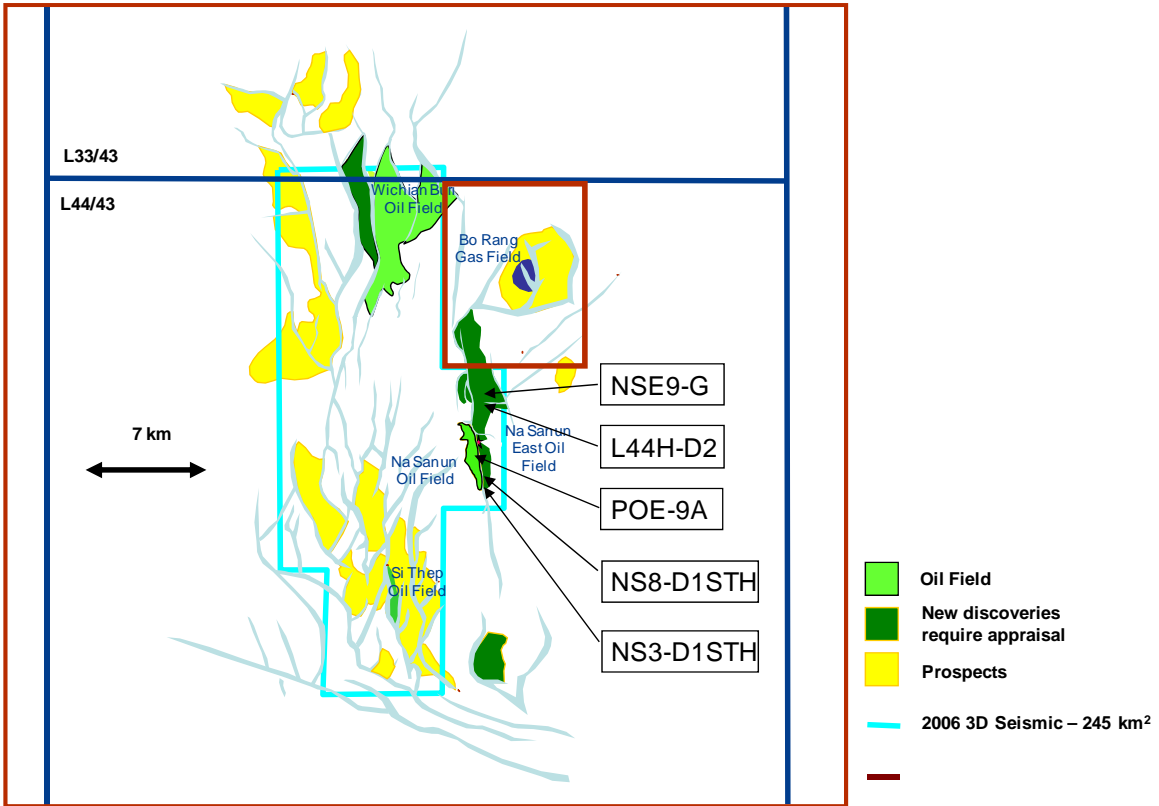 L33/43
L44/43
Wichian Buri
Oil Field
Bo Rang
Gas Field
NSE9-G
7 km
L44H-D2
Na Sanun
East Oil
Field
Na Sanun
Oil Field
POE-9A
Si Thep
Oil Field
NS8-D1STH
NS3-D1STH
Oil Field
New discoveries
require appraisal
Prospects
2006 3D Seismic – 245 km²